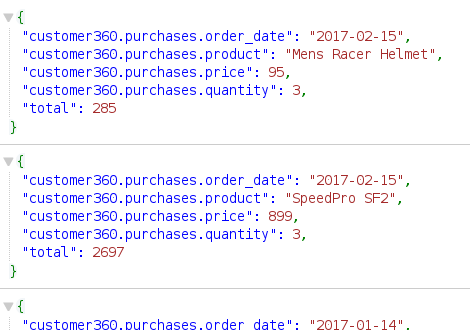 {
"customer360.purchases.order_date": "2017-02-15",
"customer360.purchases.product": "Mens Racer Helmet",
"customer360.purchases.price": 95,
"customer360.purchases.quantity": 3,
"total": 285
}
{
"customer360.purchases.order_date": "2017-02-15",
"customer360.purchases.product": "SpeedPro SF2",
"customer360.purchases.price": 899,
"customer360.purchases.quantity": 3,
"total": 2697
}
{
"customer360.purchases.order_date": "2017-01-14",